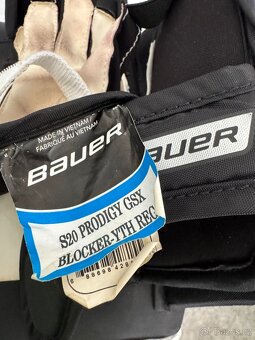 MADE IN VIETNAM
FABRIQUÉ AU VIETNAM
BAUER
BAUER
S20 PRODIGY GSX
BLOCKER-YTH REG